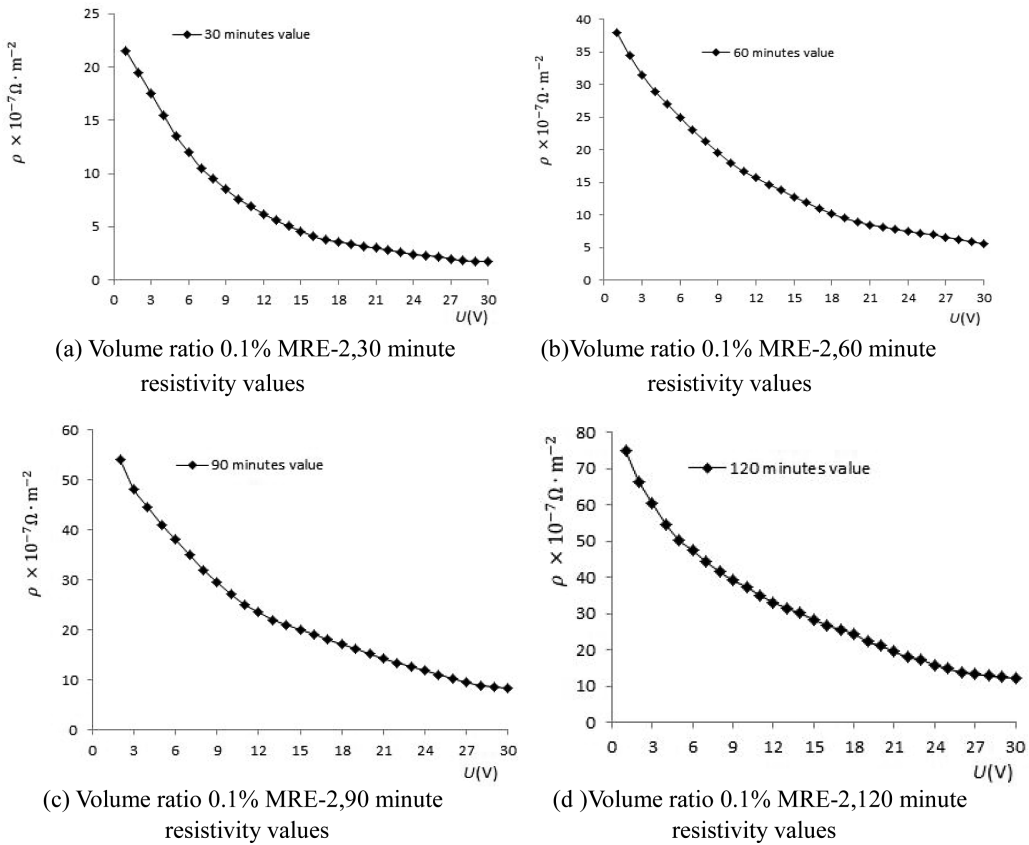 25
20
15
10
5
0
ρ ×10⁻⁷Ω·m⁻²
30 minutes value
0 3 6 9 12 15 18 21 24 27 30
U(V)
(a) Volume ratio 0.1% MRE-2,30 minute
resistivity values
40
35
30
25
20
15
10
5
0
ρ ×10⁻⁷Ω·m⁻²
60 minutes value
0 3 6 9 12 15 18 21 24 27 30
U(V)
(b)Volume ratio 0.1% MRE-2,60 minute
resistivity values
60
50
40
30
20
10
0
ρ ×10⁻⁷Ω·m⁻²
90 minutes value
0 3 6 9 12 15 18 21 24 27 30
U(V)
(c) Volume ratio 0.1% MRE-2,90 minute
resistivity values
80
70
60
50
40
30
20
10
0
ρ ×10⁻⁷Ω·m⁻²
120 minutes value
0 3 6 9 12 15 18 21 24 27 30
U(V)
(d )Volume ratio 0.1% MRE-2,120 minute
resistivity values